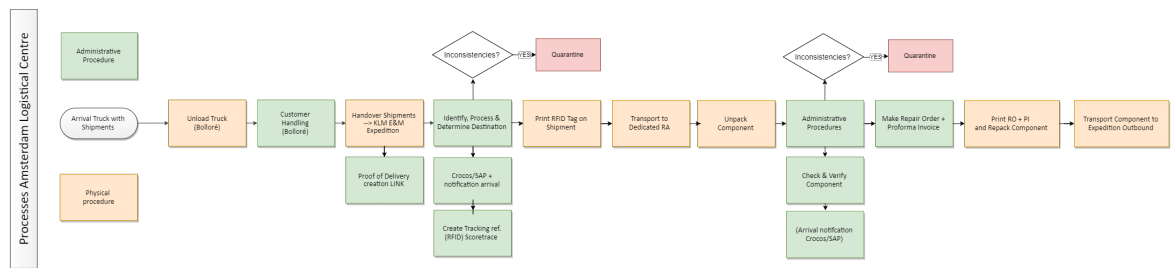 Processes Amsterdam Logistical Centre
Administrative
Procedure
Physical
procedure
Arrival Truck with
Shipments
Unload Truck
(Bolloré)
Customer
Handling
(Bolloré)
Handover Shipments
--> KLM E&M
Expedition
Proof of Delivery
creation LINK
Inconsistencies?
YES
Quarantine
Identify, Process &
Determine Destination
Crocos/SAP +
notification arrival
Create Tracking ref.
(RFID) Scoretrace
Print RFID Tag on
Shipment
Transport to
Dedicated RA
Unpack
Component
Inconsistencies?
YES
Quarantine
Administrative
Procedures
Check & Verify
Component
(Arrival notifcation
Crocos/SAP)
Make Repair Order +
Proforma Invoice
Print RO + PI
and Repack Component
Transport Component to
Expedition Outbound